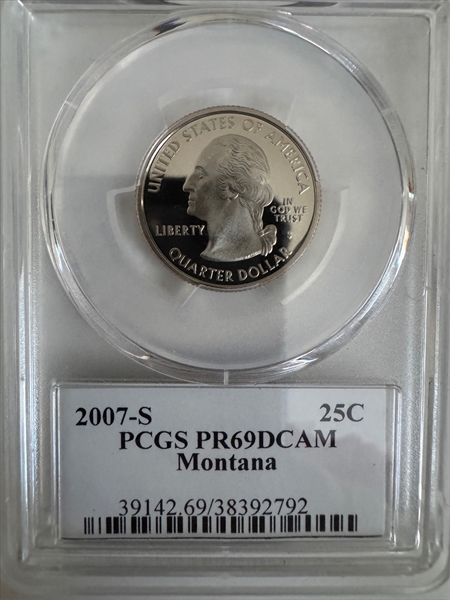 UNITED STATES OF AMERICA
IN
GOD WE
TRUST
LIBERTY
S
QUARTER DOLLAR
2007-S 25C
PCGS PR69DCAM
Montana
39142.69/38392792